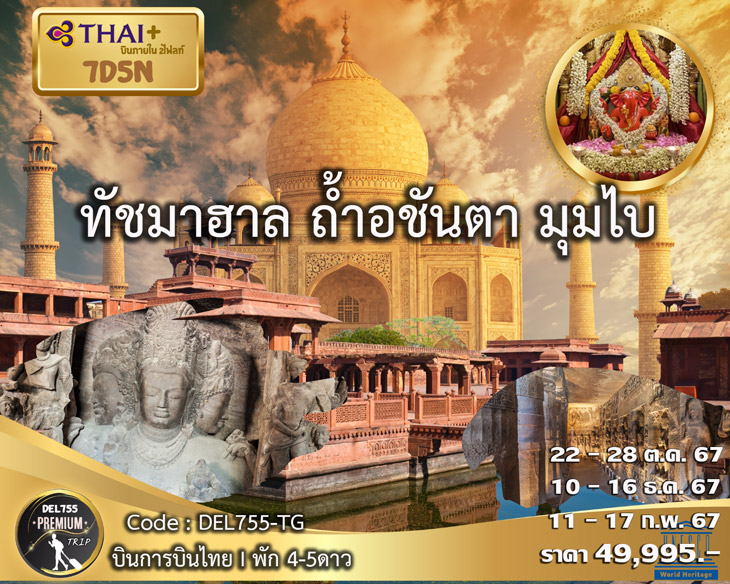 THAI+
บินภายใน 2ไฟลท์
7D5N
ทัชมาฮาล ถ้ำอชันตา มุมไบ
22 - 28 ต.ค. 67
10 - 16 ธ.ค. 67
11 - 17 ก.พ. 67
ราคา 49,995.-
DEL755
• PREMIUM •
TRIP
Code : DEL755-TG
บินการบินไทย I พัก 4-5ดาว
UNESCO
World Heritage